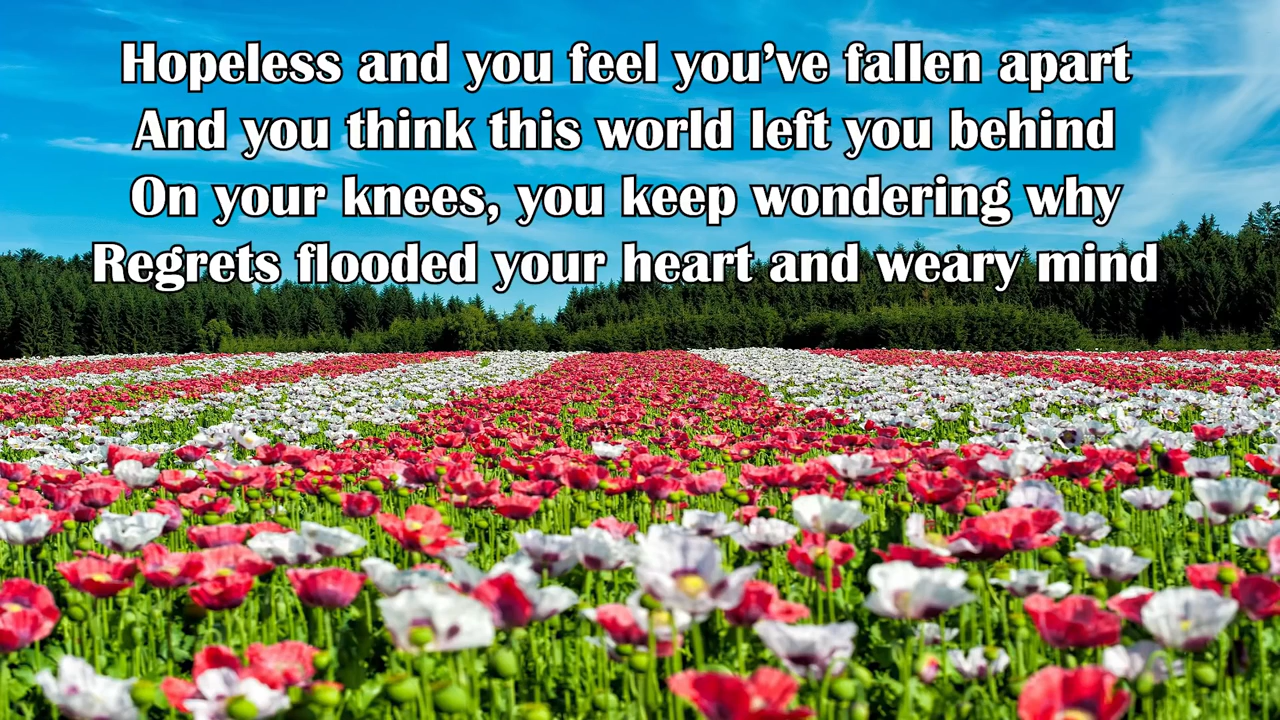 Hopeless and you feel you’ve fallen apart
And you think this world left you behind
On your knees, you keep wondering why
Regrets flooded your heart and weary mind